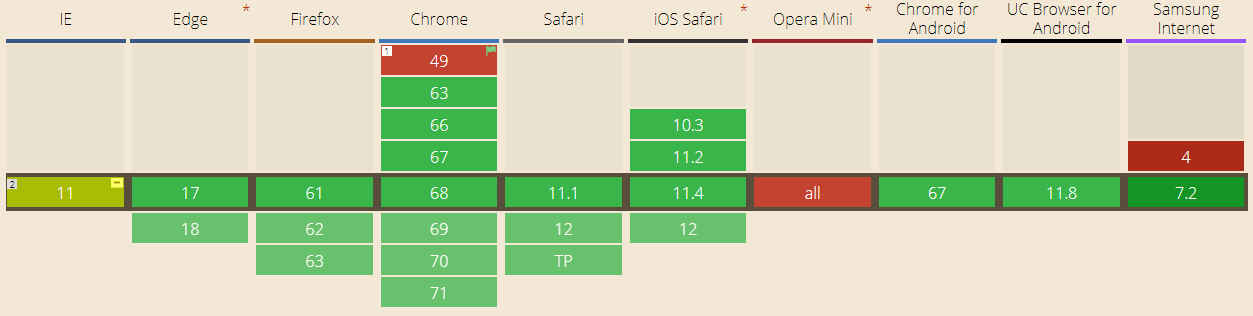 IE Edge * Firefox Chrome Safari iOS Safari * Opera Mini * Chrome for Android UC Browser for Android Samsung Internet
1 49
63
66 10.3
67 11.2 4
2 11 17 61 68 11.1 11.4 all 67 11.8 7.2
18 62 69 12 12
63 70 TP
71